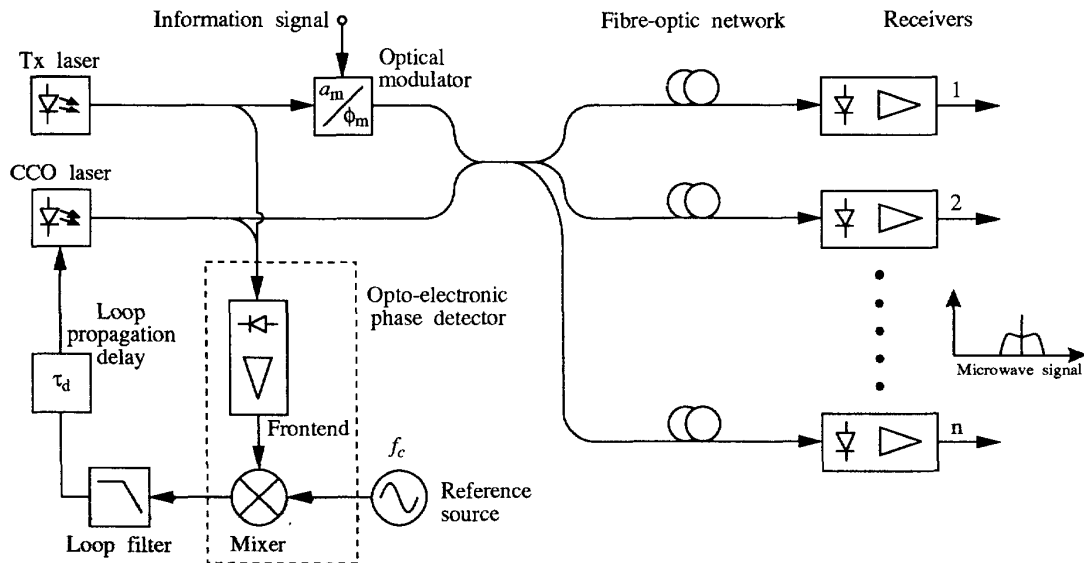 Information signal
Fibre-optic network
Receivers
Tx laser
Optical
modulator
a_m
ϕ_m
1
CCO laser
2
Opto-electronic
phase detector
Loop
propagation
delay
τ_d
Microwave signal
Frontend
n
f_c
Reference
source
Loop filter
Mixer